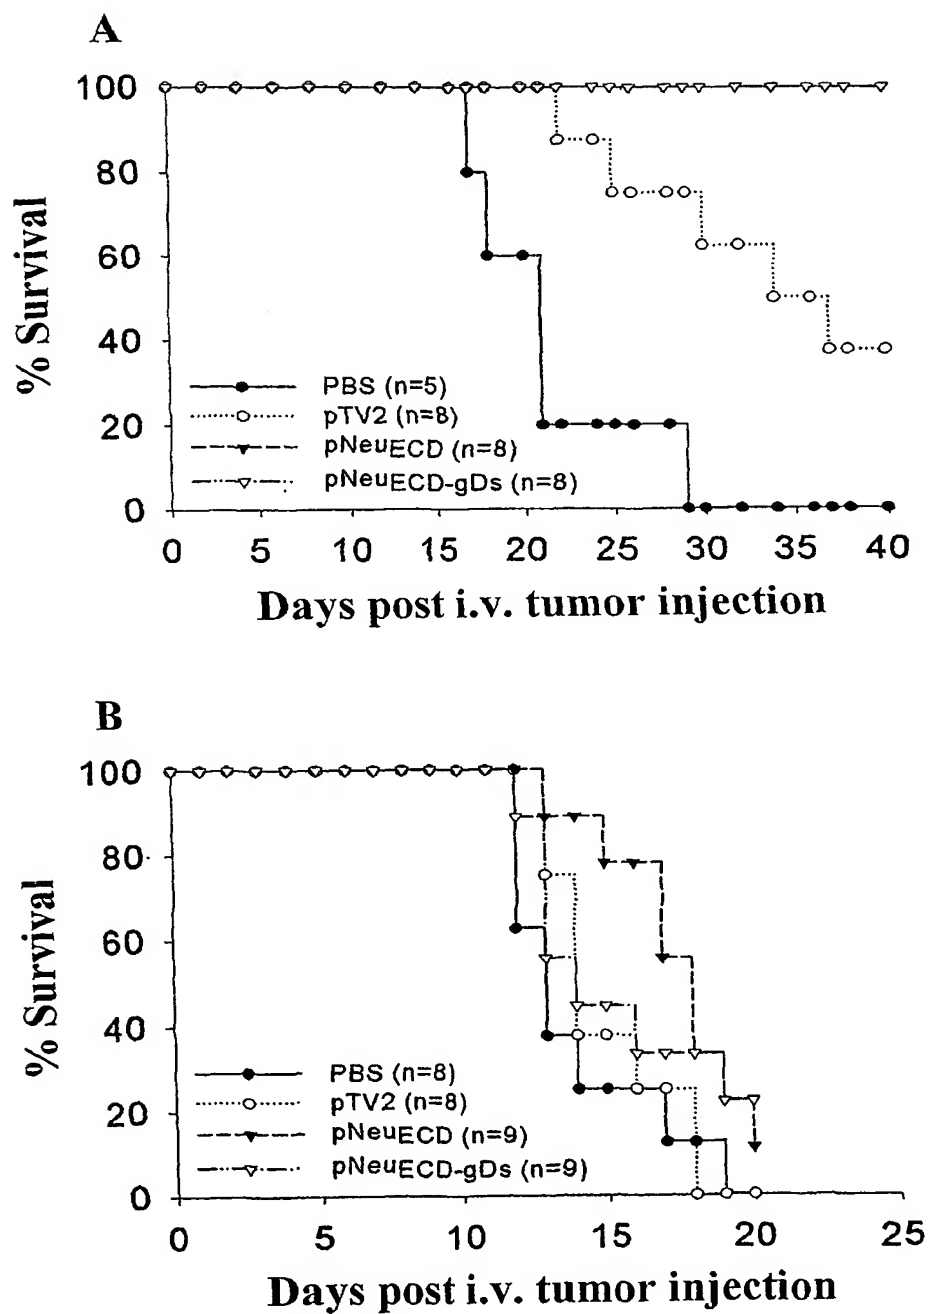 A
100
80
60
40
20
0
% Survival
PBS (n=5)
pTV2 (n=8)
pNeuECD (n=8)
pNeuECD-gDs (n=8)
0 5 10 15 20 25 30 35 40
Days post i.v. tumor injection
B
100
80
60
40
20
0
% Survival
PBS (n=8)
pTV2 (n=8)
pNeuECD (n=9)
pNeuECD-gDs (n=9)
0 5 10 15 20 25
Days post i.v. tumor injection